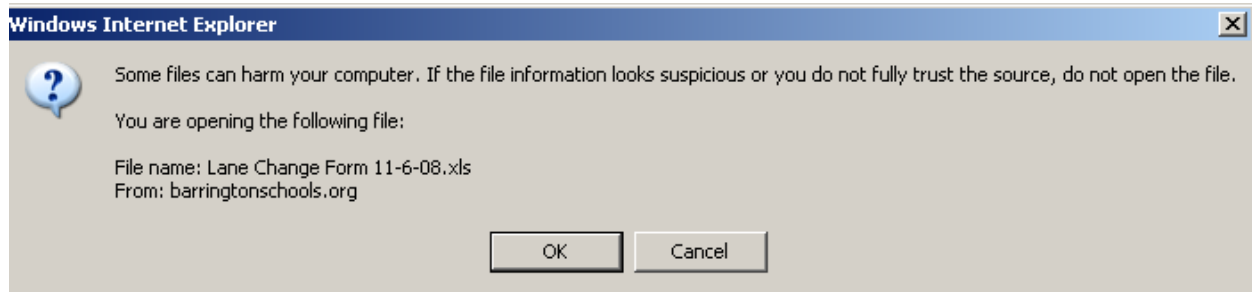 Windows Internet Explorer
Some files can harm your computer. If the file information looks suspicious or you do not fully trust the source, do not open the file.
You are opening the following file:
File name: Lane Change Form 11-6-08.xls
From: barringtonschools.org
OK Cancel